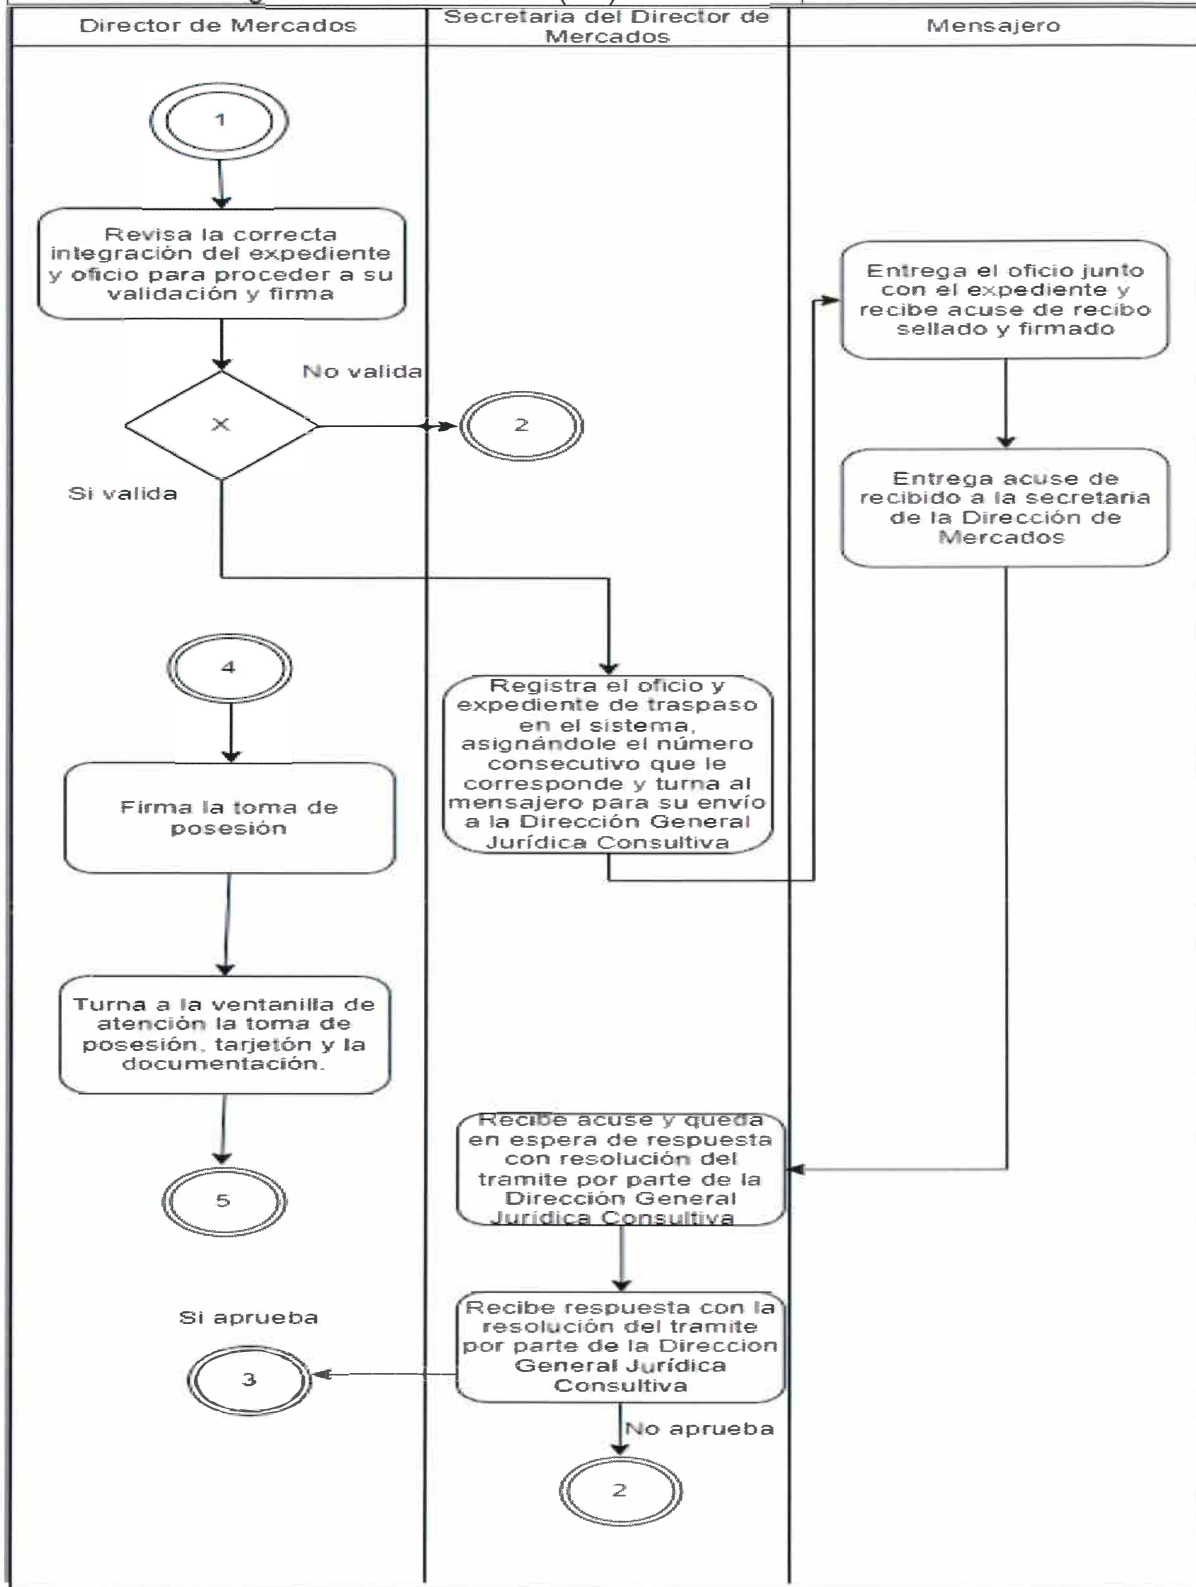 Director de Mercados
Secretaria del Director de
Mercados
Mensajero
1
Revisa la correcta
integración del expediente
y oficio para proceder a su
validación y firma
No valida
X
2
Si valida
Entrega el oficio junto
con el expediente y
recibe acuse de recibo
sellado y firmado
Entrega acuse de
recibido a la secretaria
de la Dirección de
Mercados
4
Firma la toma de
posesión
Registra el oficio y
expediente de traspaso
en el sistema,
asignándole el número
consecutivo que le
corresponde y turna al
mensajero para su envío
a la Dirección General
Jurídica Consultiva
Turna a la ventanilla de
atención la toma de
posesión, tarjetón y la
documentación.
5
Recibe acuse y queda
en espera de respuesta
con resolución del
tramite por parte de la
Dirección General
Jurídica Consultiva
Recibe respuesta con la
resolución del tramite
por parte de la Direccion
General Jurídica
Consultiva
Si aprueba
3
No aprueba
2